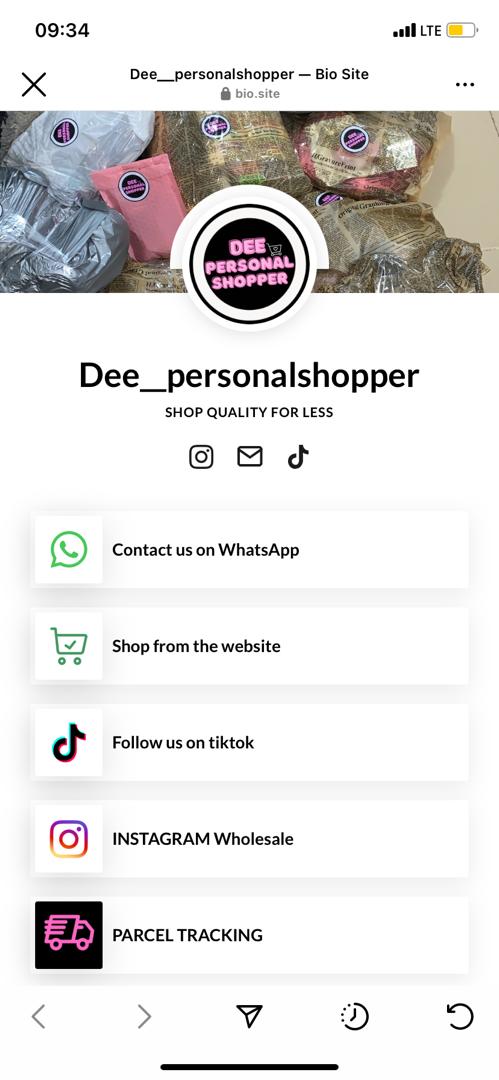 09:34
LTE
Dee__personalshopper — Bio Site
bio.site
DEE
PERSONAL
SHOPPER
Dee__personalshopper
SHOP QUALITY FOR LESS
Contact us on WhatsApp
Shop from the website
Follow us on tiktok
INSTAGRAM Wholesale
PARCEL TRACKING